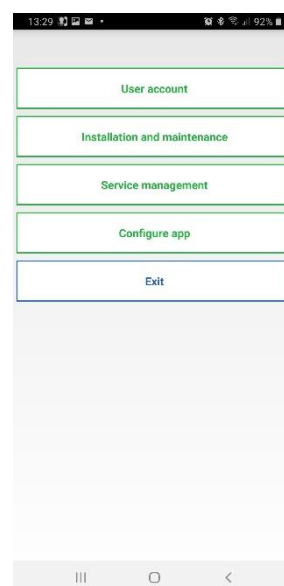 13:29 92%
User account
Installation and maintenance
Service management
Configure app
Exit